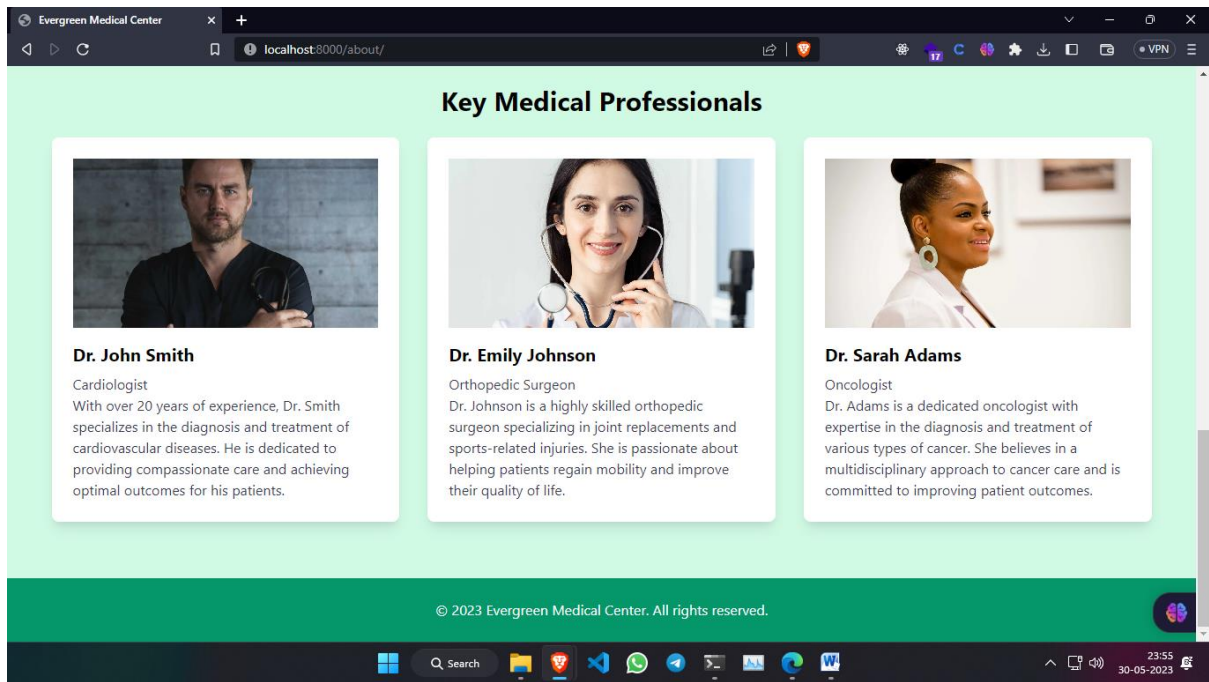 Evergreen Medical Center
localhost:8000/about/
17
VPN
Key Medical Professionals
Dr. John Smith
Cardiologist
With over 20 years of experience, Dr. Smith
specializes in the diagnosis and treatment of
cardiovascular diseases. He is dedicated to
providing compassionate care and achieving
optimal outcomes for his patients.
Dr. Emily Johnson
Orthopedic Surgeon
Dr. Johnson is a highly skilled orthopedic
surgeon specializing in joint replacements and
sports-related injuries. She is passionate about
helping patients regain mobility and improve
their quality of life.
Dr. Sarah Adams
Oncologist
Dr. Adams is a dedicated oncologist with
expertise in the diagnosis and treatment of
various types of cancer. She believes in a
multidisciplinary approach to cancer care and is
committed to improving patient outcomes.
© 2023 Evergreen Medical Center. All rights reserved.
Search
23:55
30-05-2023